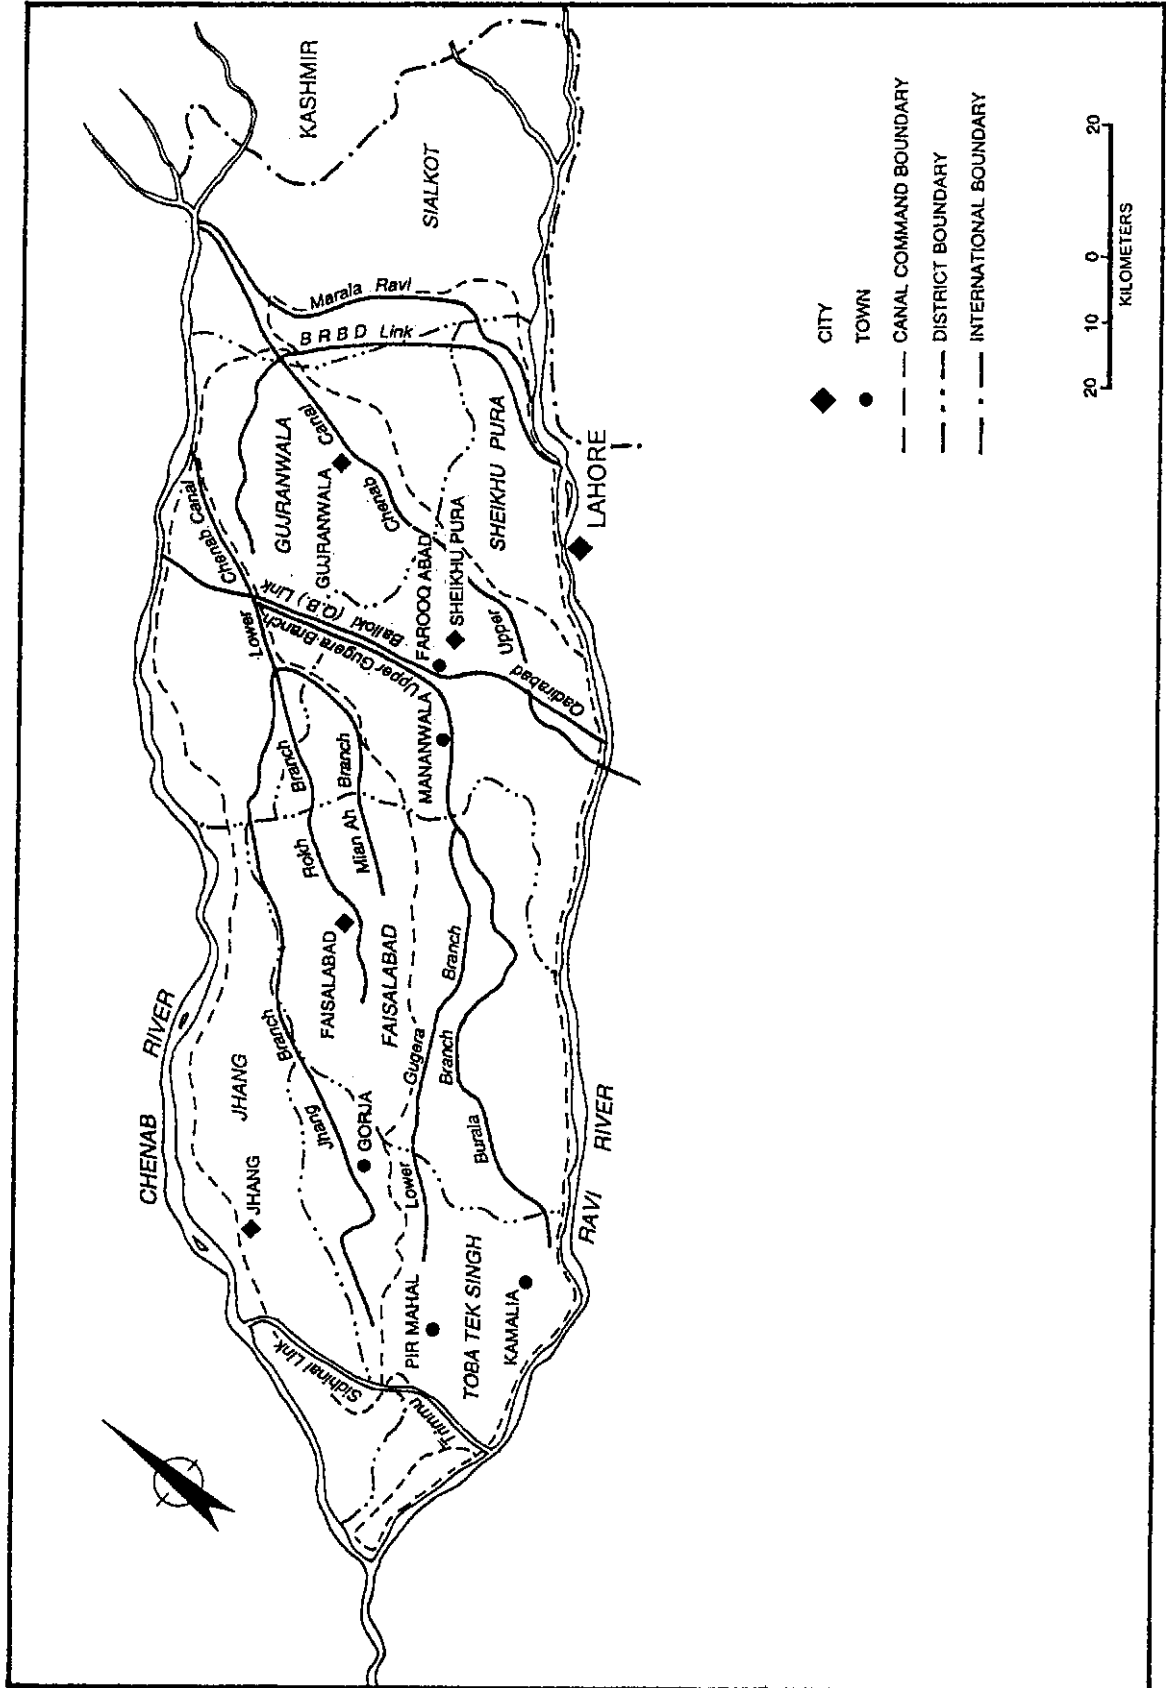 KASHMIR
SIALKOT
Marala Ravi
B R B D Link
GUJRANWALA
GUJRANWALA
Chenab Canal
Upper
SHEIKHU PURA
SHEIKHU PURA
FAROOQ ABAD
LAHORE
Lower Chenab Canal
Qadirabad Balloki (Q.B.) Link
Upper Gugera Branch
MANANWALA
Rokh Branch
Mian Ah Branch
FAISALABAD
FAISALABAD
Jhang Branch
Lower Gugera Branch
Burala Branch
CHENAB RIVER
JHANG
JHANG
GORJA
RAVI RIVER
PIR MAHAL
TOBA TEK SINGH
KAMALIA
Trimmu Sidhinai Link
CITY
TOWN
CANAL COMMAND BOUNDARY
DISTRICT BOUNDARY
INTERNATIONAL BOUNDARY
20 10 0 20
KILOMETERS